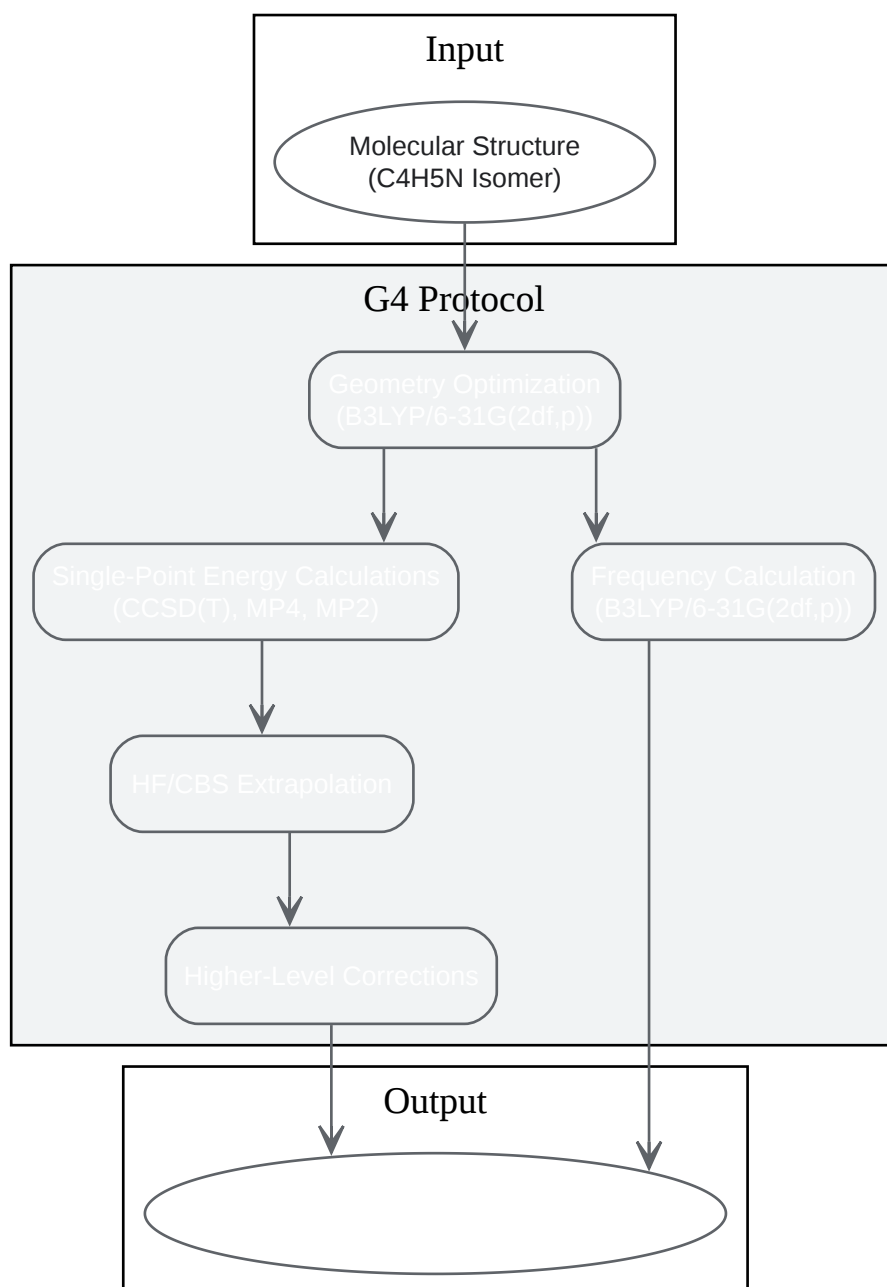 Input
Molecular Structure
(C4H5N Isomer)
G4 Protocol
Geometry Optimization
(B3LYP/6-31G(2df,p))
Single-Point Energy Calculations
(CCSD(T), MP4, MP2)
Frequency Calculation
(B3LYP/6-31G(2df,p))
HF/CBS Extrapolation
Higher-Level Corrections
Output